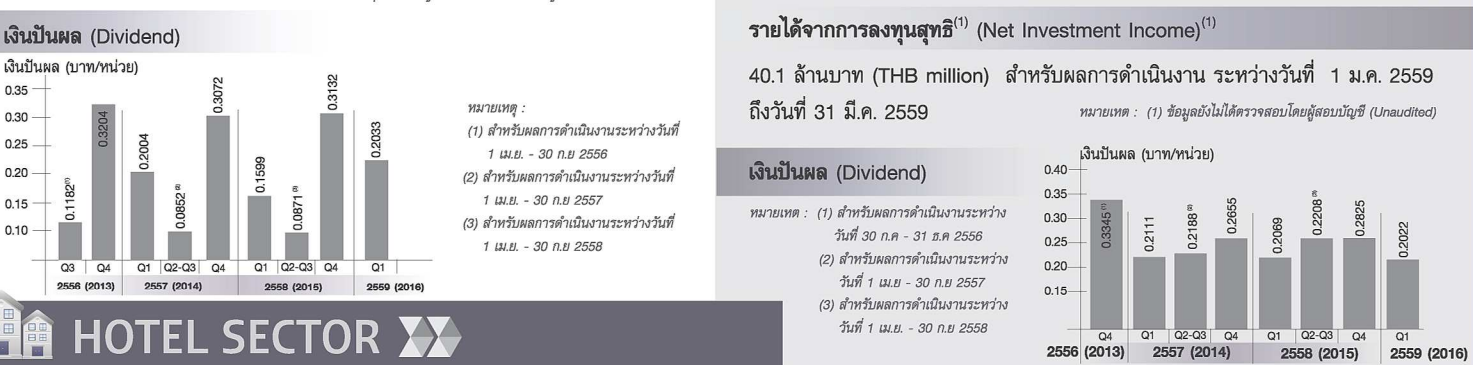 เงินปันผล (Dividend)
เงินปันผล (บาท/หน่วย)
0.35
0.30
0.25
0.20
0.15
0.10
0.1182(1)
0.3204
0.2004
0.0852(2)
0.3072
0.1599
0.0871(3)
0.3132
0.2033
Q3 Q4 Q1 Q2-Q3 Q4 Q1 Q2-Q3 Q4 Q1
2556 (2013) 2557 (2014) 2558 (2015) 2559 (2016)
หมายเหตุ :
(1) สำหรับผลการดำเนินงานระหว่างวันที่
1 เม.ย. - 30 ก.ย 2556
(2) สำหรับผลการดำเนินงานระหว่างวันที่
1 เม.ย. - 30 ก.ย 2557
(3) สำหรับผลการดำเนินงานระหว่างวันที่
1 เม.ย. - 30 ก.ย 2558
HOTEL SECTOR
รายได้จากการลงทุนสุทธิ(1) (Net Investment Income)(1)
40.1 ล้านบาท (THB million) สำหรับผลการดำเนินงาน ระหว่างวันที่ 1 ม.ค. 2559
ถึงวันที่ 31 มี.ค. 2559
หมายเหต : (1) ข้อมูลยังไม่ได้ตรวจสอบโดยผู้สอบบัญชี (Unaudited)
เงินปันผล (Dividend)
หมายเหต : (1) สำหรับผลการดำเนินงานระหว่าง
วันที่ 30 ก.ค - 31 ธ.ค 2556
(2) สำหรับผลการดำเนินงานระหว่าง
วันที่ 1 เม.ย - 30 ก.ย 2557
(3) สำหรับผลการดำเนินงานระหว่าง
วันที่ 1 เม.ย. - 30 ก.ย 2558
เงินปันผล (บาท/หน่วย)
0.40
0.35
0.30
0.25
0.20
0.15
0.3345(1)
0.2111
0.2188(2)
0.2655
0.2069
0.2208(3)
0.2825
0.2022
Q4 Q1 Q2-Q3 Q4 Q1 Q2-Q3 Q4 Q1
2556 (2013) 2557 (2014) 2558 (2015) 2559 (2016)